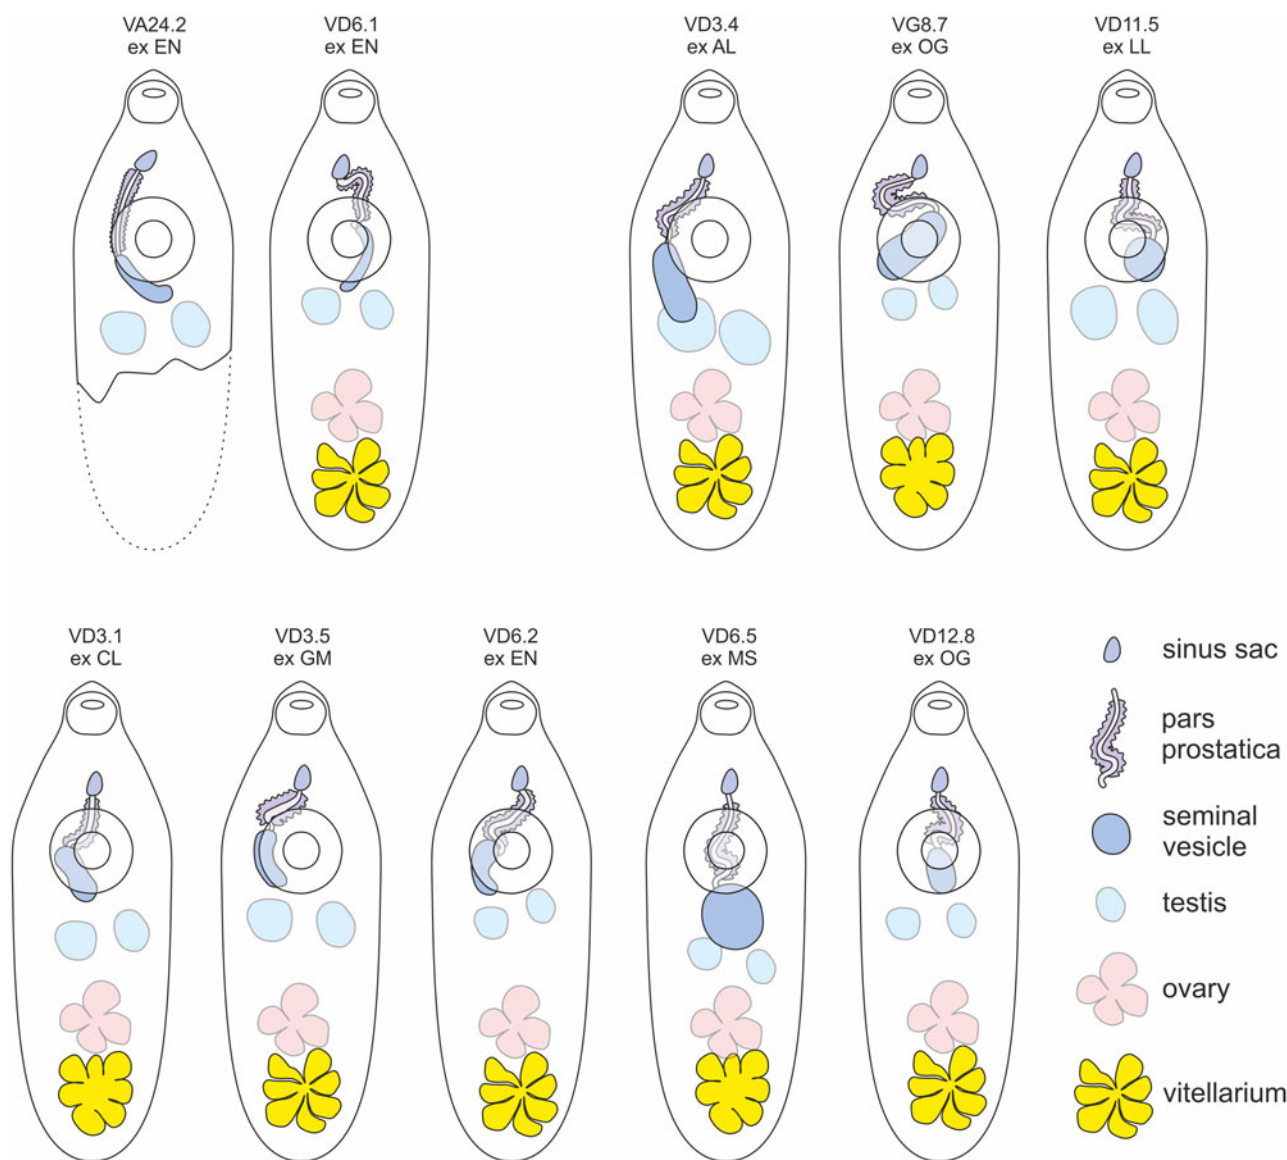 VA24.2
ex EN
VD6.1
ex EN
VD3.4
ex AL
VG8.7
ex OG
VD11.5
ex LL
VD3.1
ex CL
VD3.5
ex GM
VD6.2
ex EN
VD6.5
ex MS
VD12.8
ex OG
sinus sac
pars
prostatica
seminal
vesicle
testis
ovary
vitellarium